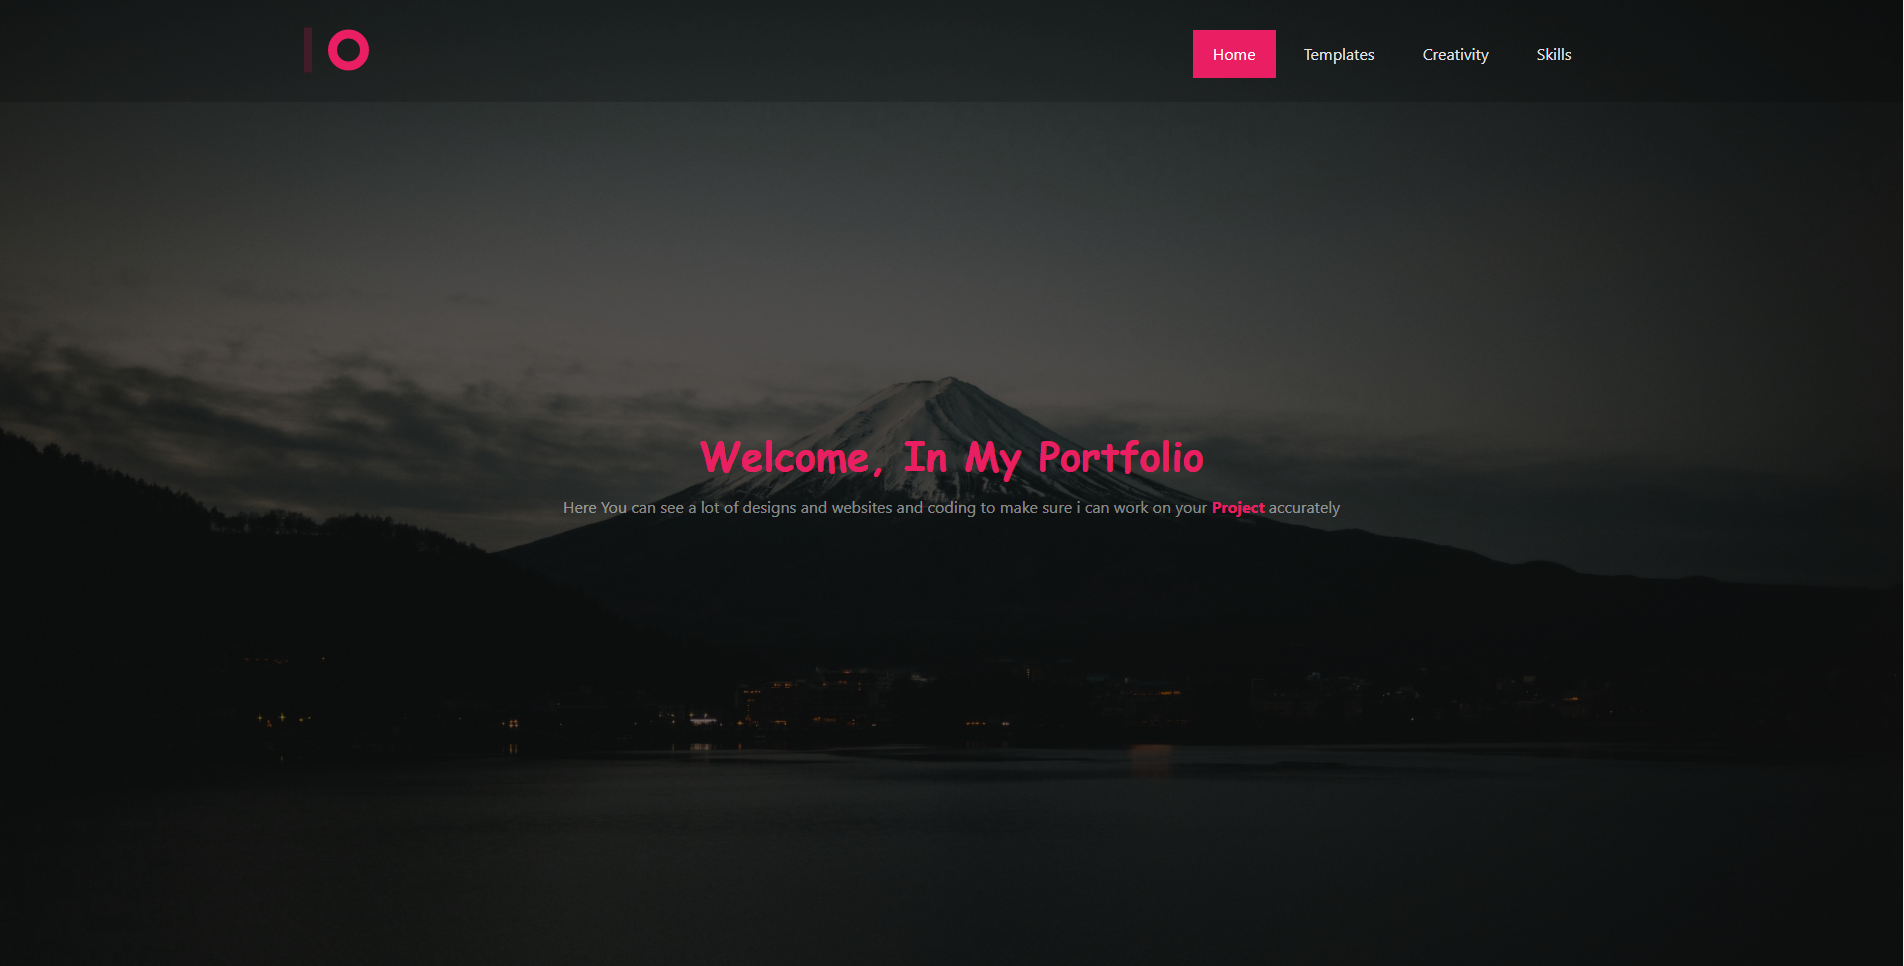 IO
Home Templates Creativity Skills
Welcome, In My Portfolio
Here You can see a lot of designs and websites and coding to make sure i can work on your Project accurately